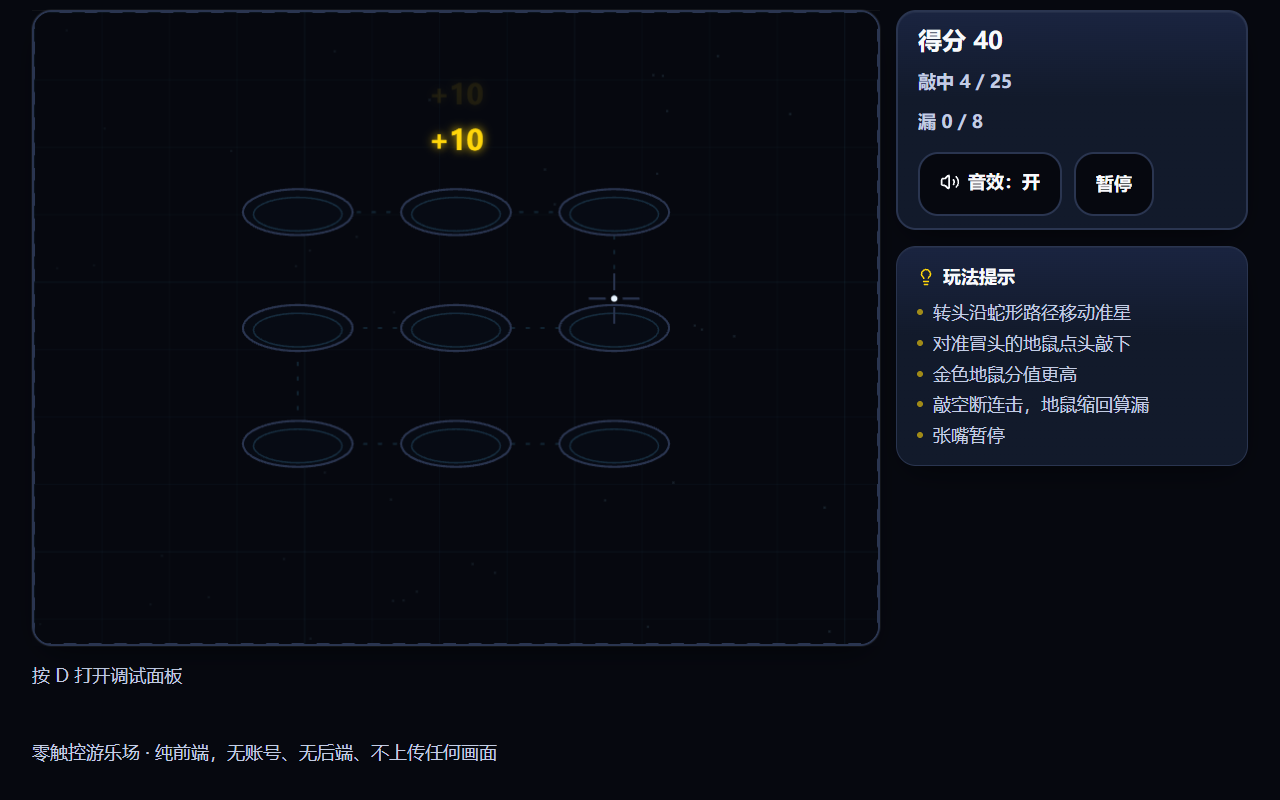 +10
+10
得分 40
敲中 4 / 25
漏 0 / 8
音效：开
暂停
玩法提示
转头沿蛇形路径移动准星
对准冒头的地鼠点头敲下
金色地鼠分值更高
敲空断连击，地鼠缩回算漏
张嘴暂停
按 D 打开调试面板
零触控游乐场 · 纯前端，无账号、无后端、不上传任何画面